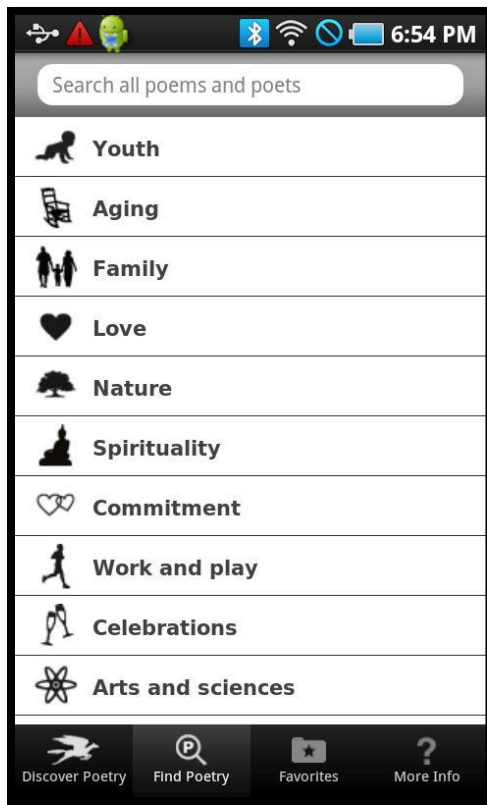 6:54 PM
Search all poems and poets
Youth
Aging
Family
Love
Nature
Spirituality
Commitment
Work and play
Celebrations
Arts and sciences
P
Discover Poetry Find Poetry Favorites More Info